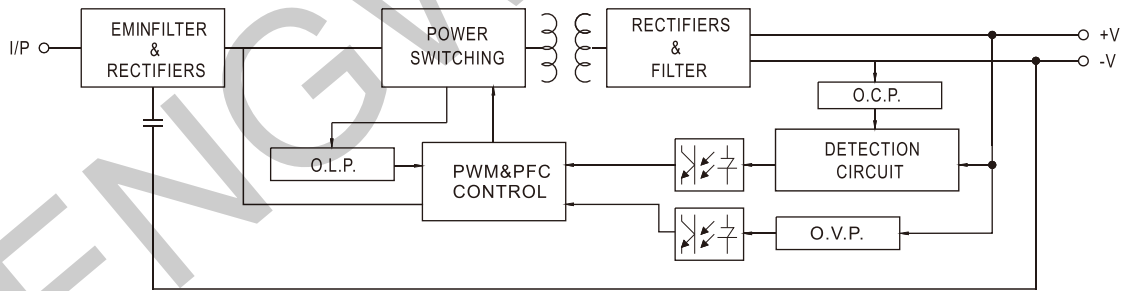 I/P
EMINFILTER
&
RECTIFIERS
POWER
SWITCHING
RECTIFIERS
&
FILTER
+V
-V
O.C.P.
O.L.P.
PWM&PFC
CONTROL
DETECTION
CIRCUIT
O.V.P.